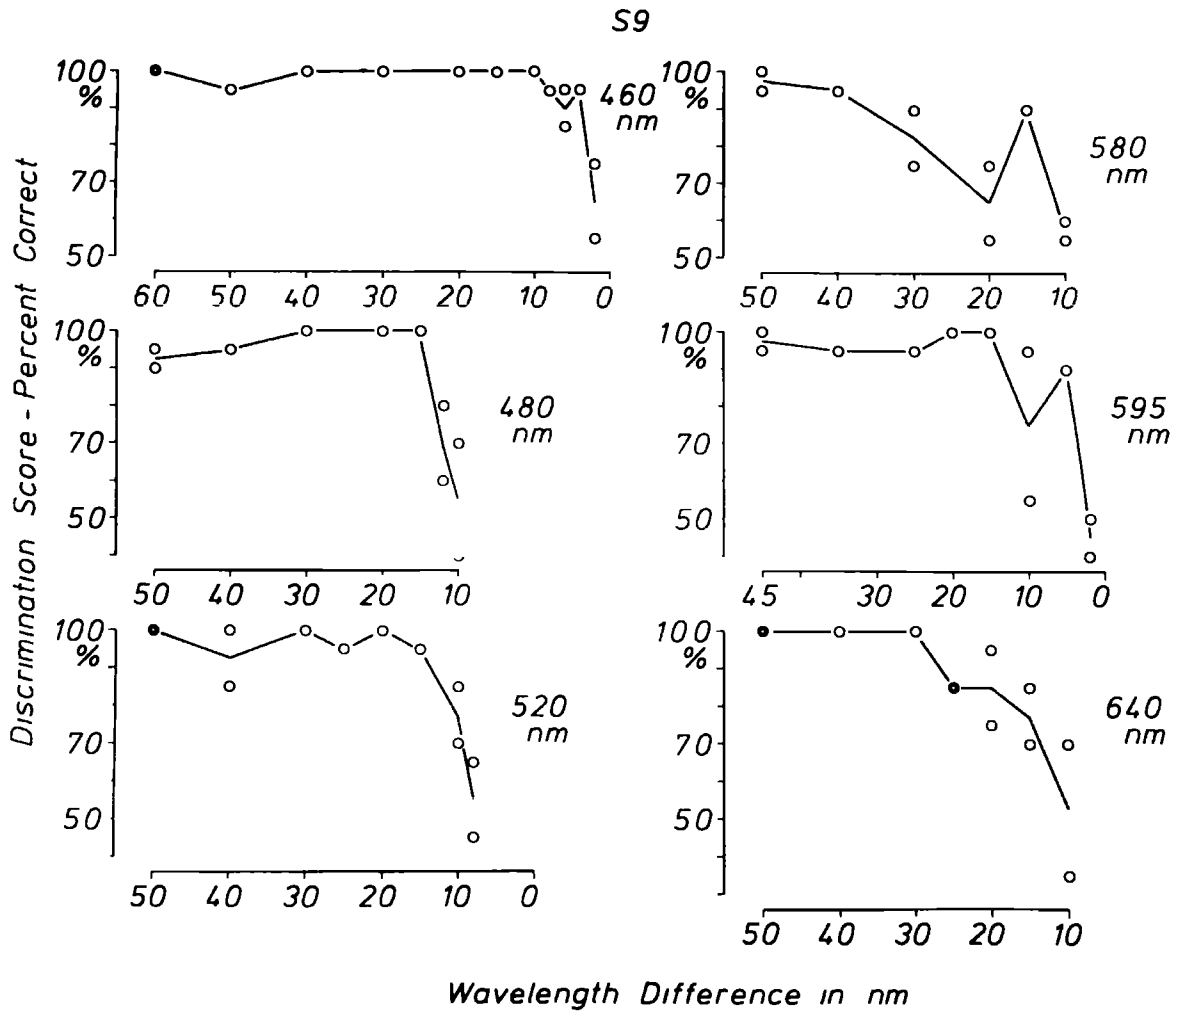 S9
Discrimination Score - Percent Correct
100
%
70
50
60 50 40 30 20 10 0
460
nm
100
%
70
50
50 40 30 20 10
580
nm
100
%
70
50
50 40 30 20 10
480
nm
100
%
70
50
45 30 20 10 0
595
nm
100
%
70
50
50 40 30 20 10 0
520
nm
100
%
70
50
50 40 30 20 10
640
nm
Wavelength Difference in nm